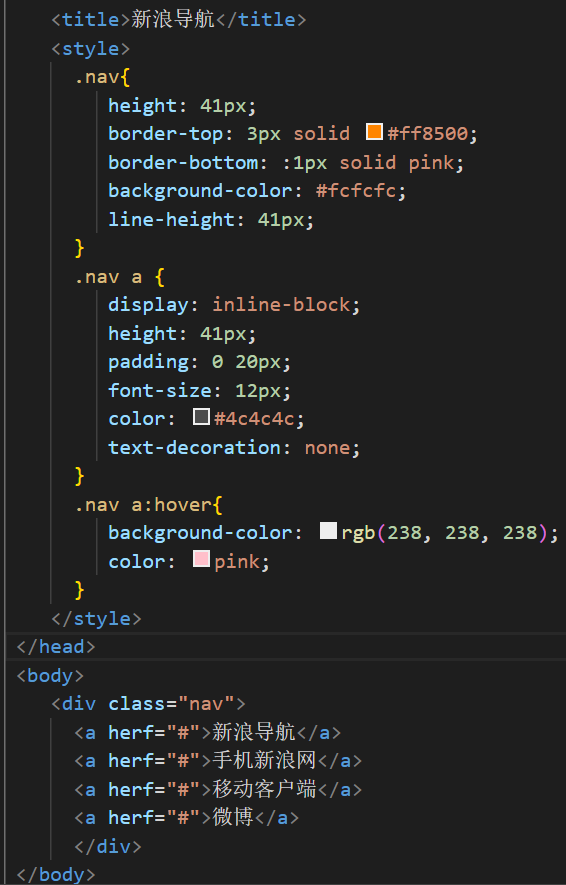 <title>新浪导航</title>
<style>
.nav{
height: 41px;
border-top: 3px solid #ff8500;
border-bottom: :1px solid pink;
background-color: #fcfcfc;
line-height: 41px;
}
.nav a {
display: inline-block;
height: 41px;
padding: 0 20px;
font-size: 12px;
color: #4c4c4c;
text-decoration: none;
}
.nav a:hover{
background-color: rgb(238, 238, 238);
color: pink;
}
</style>
</head>
<body>
<div class="nav">
<a herf="#">新浪导航</a>
<a herf="#">手机新浪网</a>
<a herf="#">移动客户端</a>
<a herf="#">微博</a>
</div>
</body>